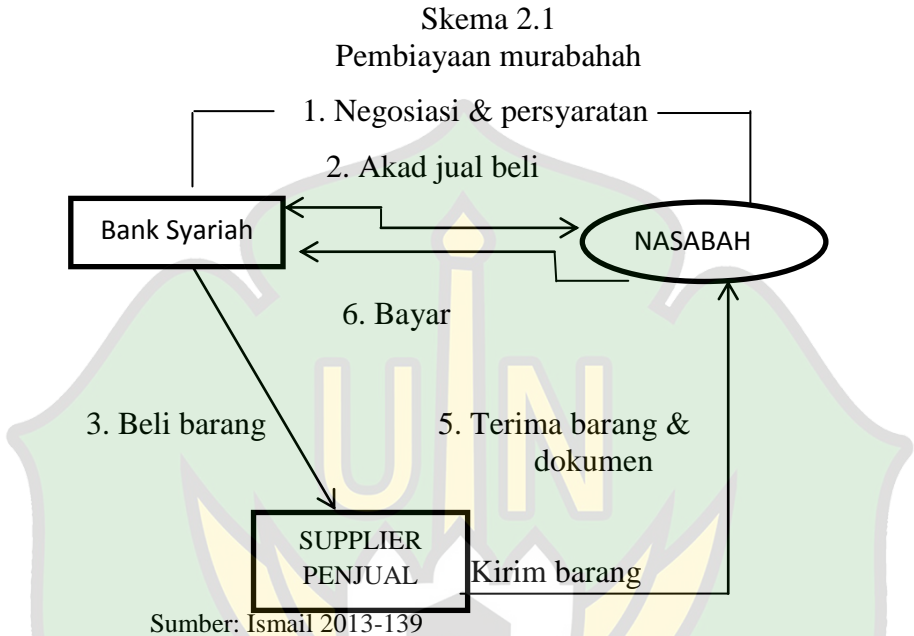 Skema 2.1
Pembiayaan murabahah
1. Negosiasi & persyaratan
2. Akad jual beli
Bank Syariah
NASABAH
6. Bayar
3. Beli barang
5. Terima barang &
dokumen
SUPPLIER
PENJUAL
Kirim barang
Sumber: Ismail 2013-139
UIN